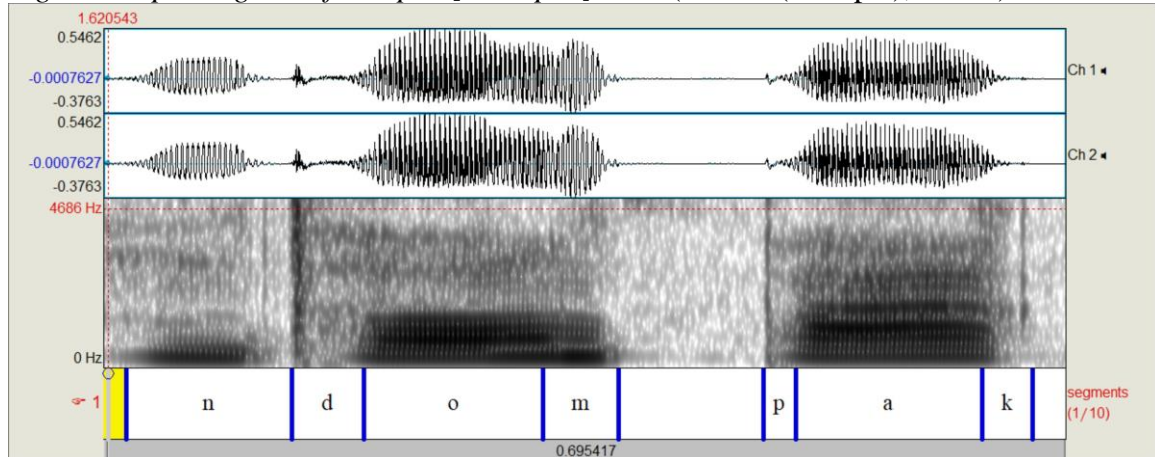 1.620543
0.5462
-0.0007627
-0.3763
Ch 1
0.5462
-0.0007627
-0.3763
Ch 2
4686 Hz
0 Hz
1 n d o m p a k segments
(1/10)
0.695417